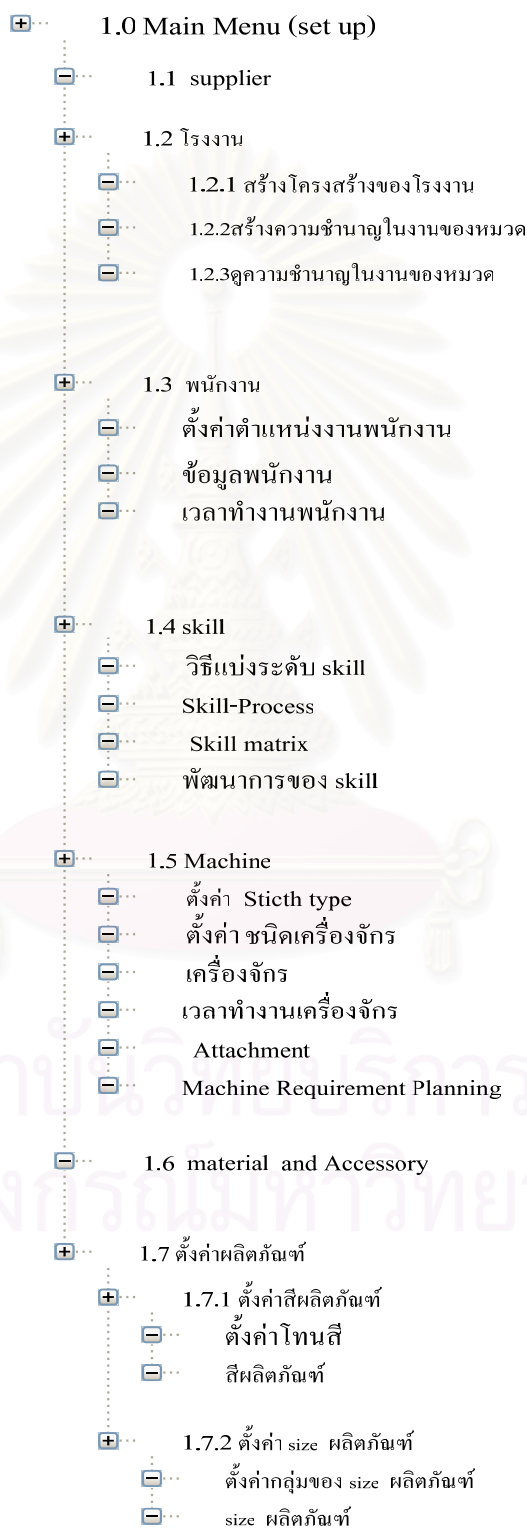 1.0 Main Menu (set up)
1.1 supplier
1.2 โรงงาน
1.2.1 สร้างโครงสร้างของโรงงาน
1.2.2สร้างความชำนาญในงานของหมวด
1.2.3ดูความชำนาญในงานของหมวด
1.3 พนักงาน
ตั้งค่าตำแหน่งงานพนักงาน
ข้อมูลพนักงาน
เวลาทำงานพนักงาน
1.4 skill
วิธีแบ่งระดับ skill
Skill-Process
Skill matrix
พัฒนาการของ skill
1.5 Machine
ตั้งค่า Sticth type
ตั้งค่า ชนิดเครื่องจักร
เครื่องจักร
เวลาทำงานเครื่องจักร
Attachment
Machine Requirement Planning
1.6 material and Accessory
1.7 ตั้งค่าผลิตภัณฑ์
1.7.1 ตั้งค่าสีผลิตภัณฑ์
ตั้งค่าโทนสี
สีผลิตภัณฑ์
1.7.2 ตั้งค่า size ผลิตภัณฑ์
ตั้งค่ากลุ่มของ size ผลิตภัณฑ์
size ผลิตภัณฑ์